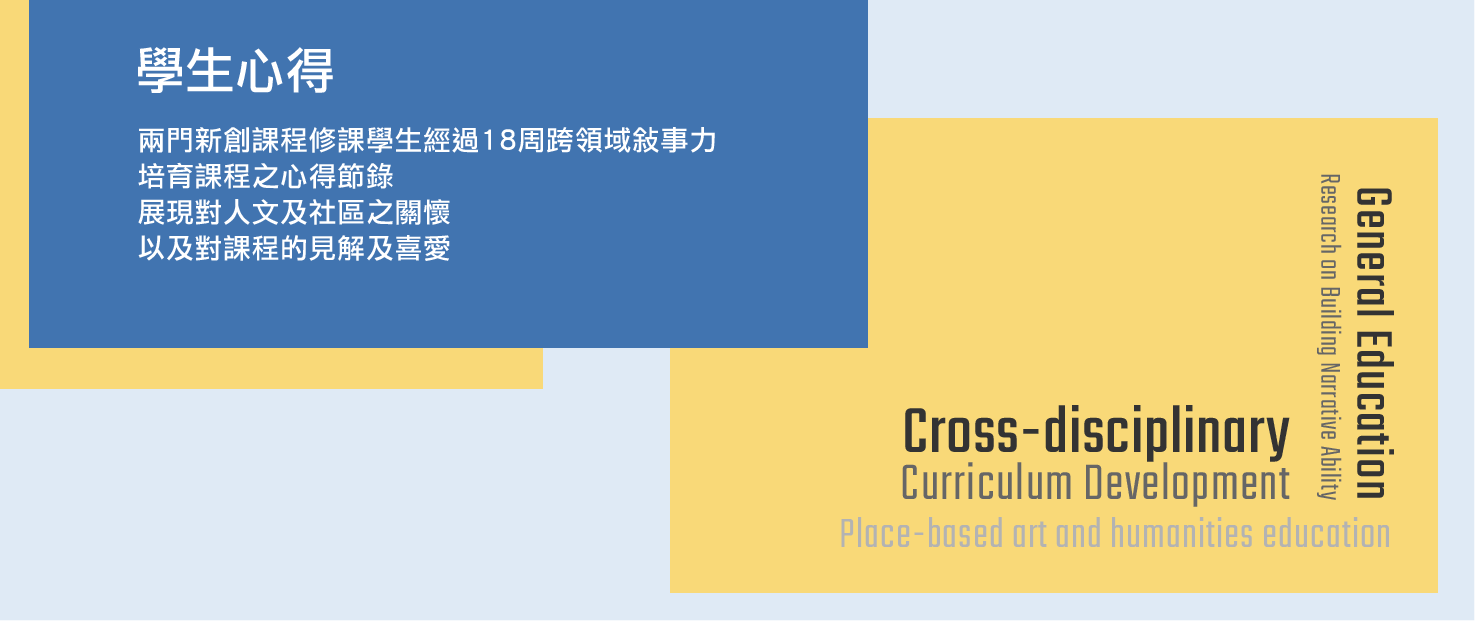 學生心得
兩門新創課程修課學生經過18周跨領域敍事力
培育課程之心得節錄
展現對人文及社區之關懷
以及對課程的見解及喜愛
General Education
Research on Building Narrative Ability
Cross-disciplinary
Curriculum Development
Place-based art and humanities education